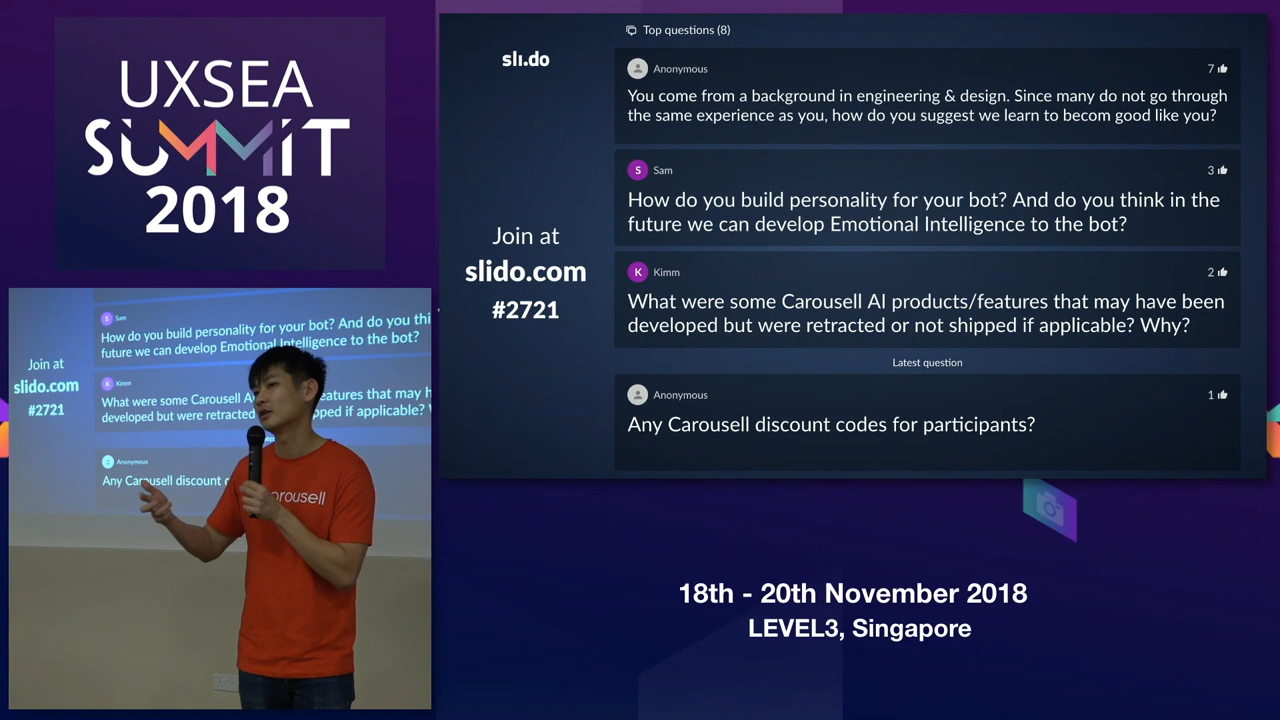 UXSEA
SUMMIT
2018
Join at
slido.com
#2721
Sam
How do you build personality for your bot? And do you thi
future we can develop Emotional Intelligence to the bot?
Kimm
What were some Carousell A eatures that may h
developed but were retracted pped if applicable?
Anonymous
Any Carousell discount
carousell
sli.do
Join at
slido.com
#2721
Top questions (8)
Anonymous 7
You come from a background in engineering & design. Since many do not go through
the same experience as you, how do you suggest we learn to becom good like you?
S Sam 3
How do you build personality for your bot? And do you think in the
future we can develop Emotional Intelligence to the bot?
K Kimm 2
What were some Carousell AI products/features that may have been
developed but were retracted or not shipped if applicable? Why?
Latest question
Anonymous 1
Any Carousell discount codes for participants?
18th - 20th November 2018
LEVEL3, Singapore